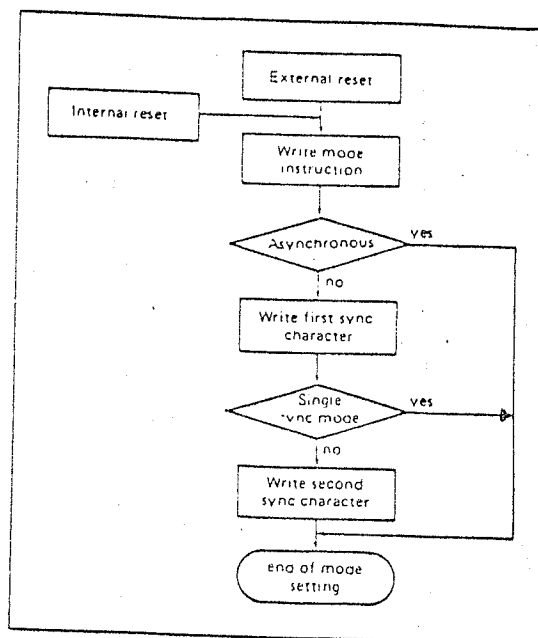 External reset
Internal reset
Write mode
instruction
Asynchronous
yes
no
Write first sync
character
Single
sync mode
yes
no
Write second
sync character
end of mode
setting